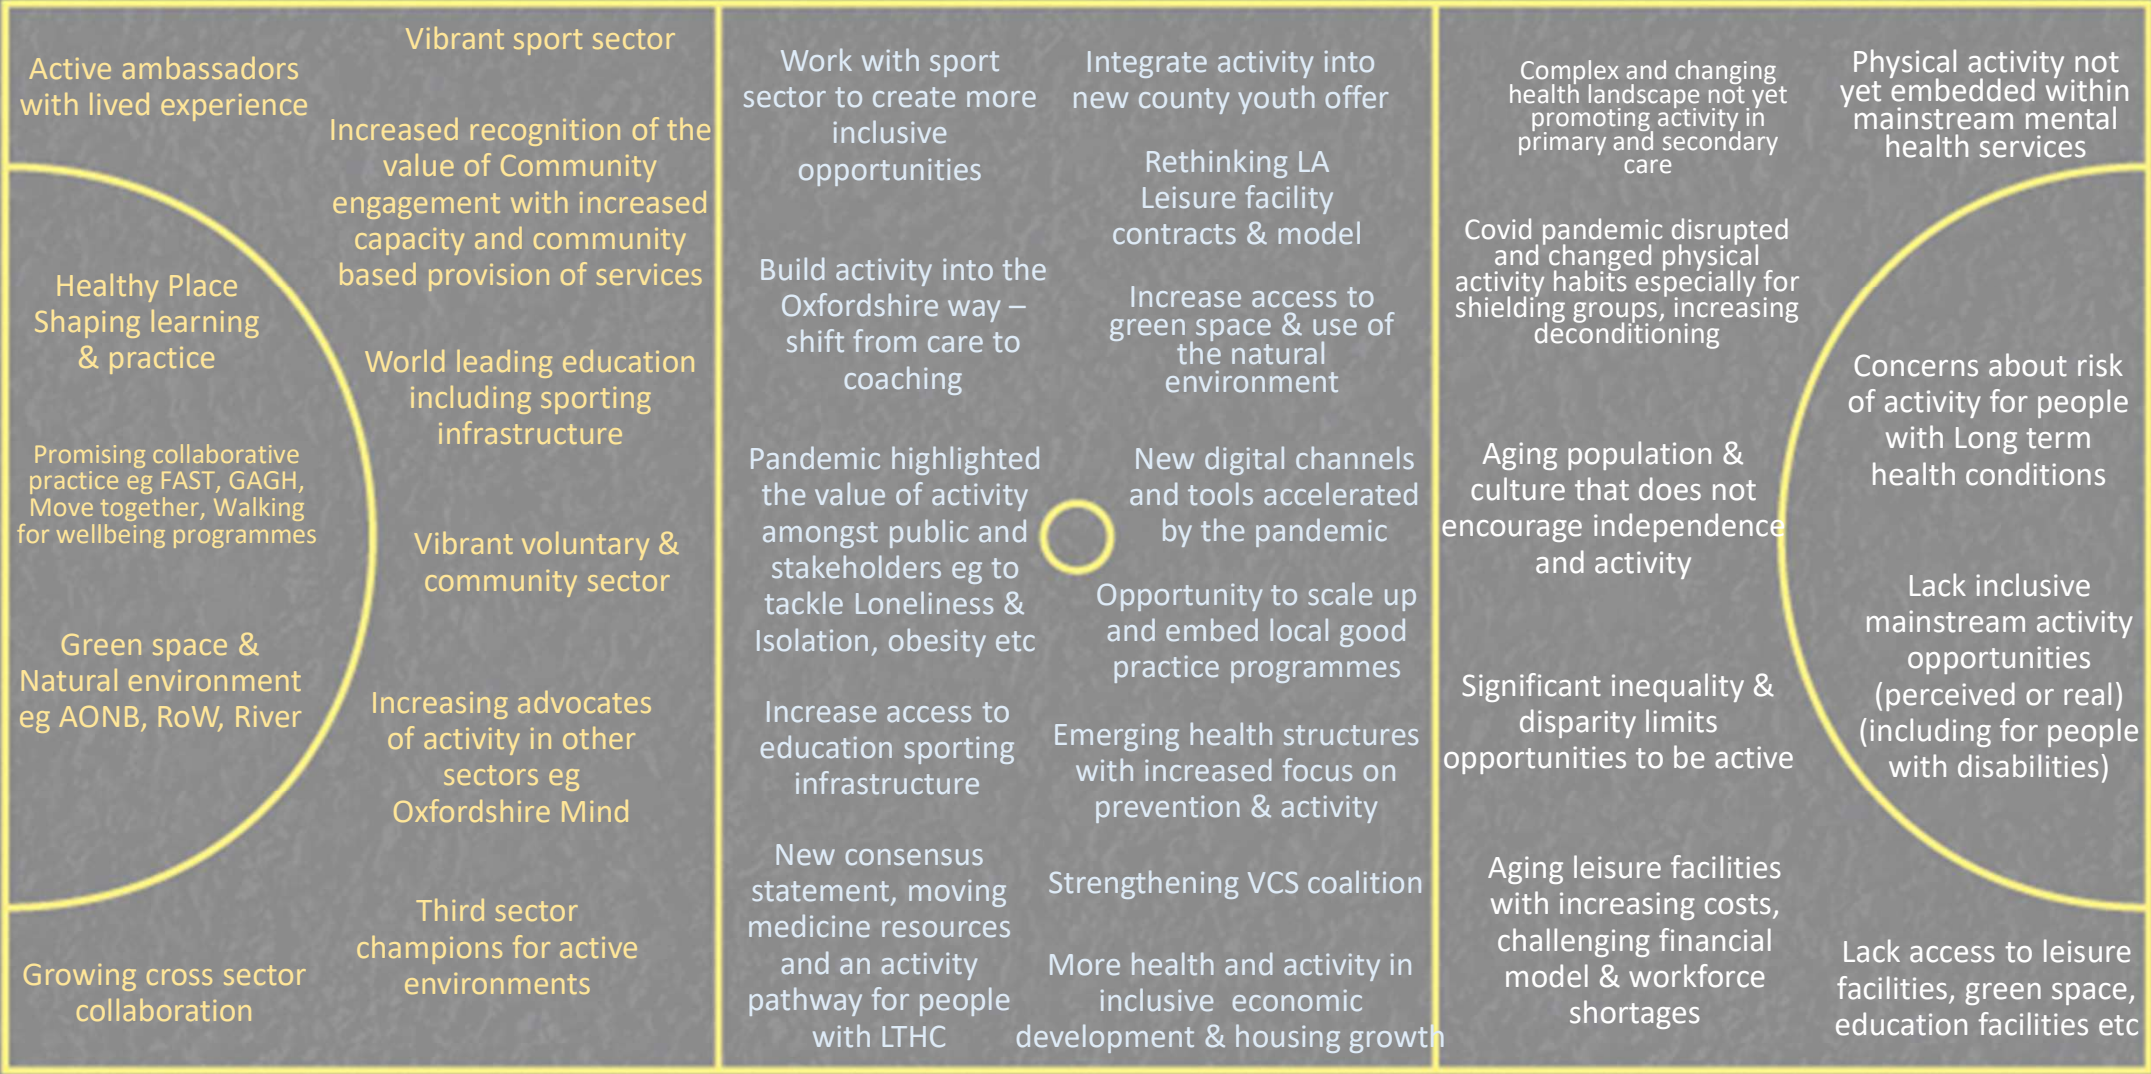 Active ambassadors
with lived experience
Healthy Place
Shaping learning
& practice
Promising collaborative
practice eg FAST, GAGH,
Move together, Walking
for wellbeing programmes
Green space &
Natural environment
eg AONB, RoW, River
Growing cross sector
collaboration
Vibrant sport sector
Increased recognition of the
value of Community
engagement with increased
capacity and community
based provision of services
World leading education
including sporting
infrastructure
Vibrant voluntary &
community sector
Increasing advocates
of activity in other
sectors eg
Oxfordshire Mind
Third sector
champions for active
environments
Work with sport
sector to create more
inclusive
opportunities
Build activity into the
Oxfordshire way –
shift from care to
coaching
Pandemic highlighted
the value of activity
amongst public and
stakeholders eg to
tackle Loneliness &
Isolation, obesity etc
Increase access to
education sporting
infrastructure
New consensus
statement, moving
medicine resources
and an activity
pathway for people
with LTHC
Integrate activity into
new county youth offer
Rethinking LA
Leisure facility
contracts & model
Increase access to
green space & use of
the natural
environment
New digital channels
and tools accelerated
by the pandemic
Opportunity to scale up
and embed local good
practice programmes
Emerging health structures
with increased focus on
prevention & activity
Strengthening VCS coalition
More health and activity in
inclusive economic
development & housing growth
Complex and changing
health landscape not yet
promoting activity in
primary and secondary
care
Covid pandemic disrupted
and changed physical
activity habits especially for
shielding groups, increasing
deconditioning
Aging population &
culture that does not
encourage independence
and activity
Significant inequality &
disparity limits
opportunities to be active
Aging leisure facilities
with increasing costs,
challenging financial
model & workforce
shortages
Physical activity not
yet embedded within
mainstream mental
health services
Concerns about risk
of activity for people
with Long term
health conditions
Lack inclusive
mainstream activity
opportunities
(perceived or real)
(including for people
with disabilities)
Lack access to leisure
facilities, green space,
education facilities etc